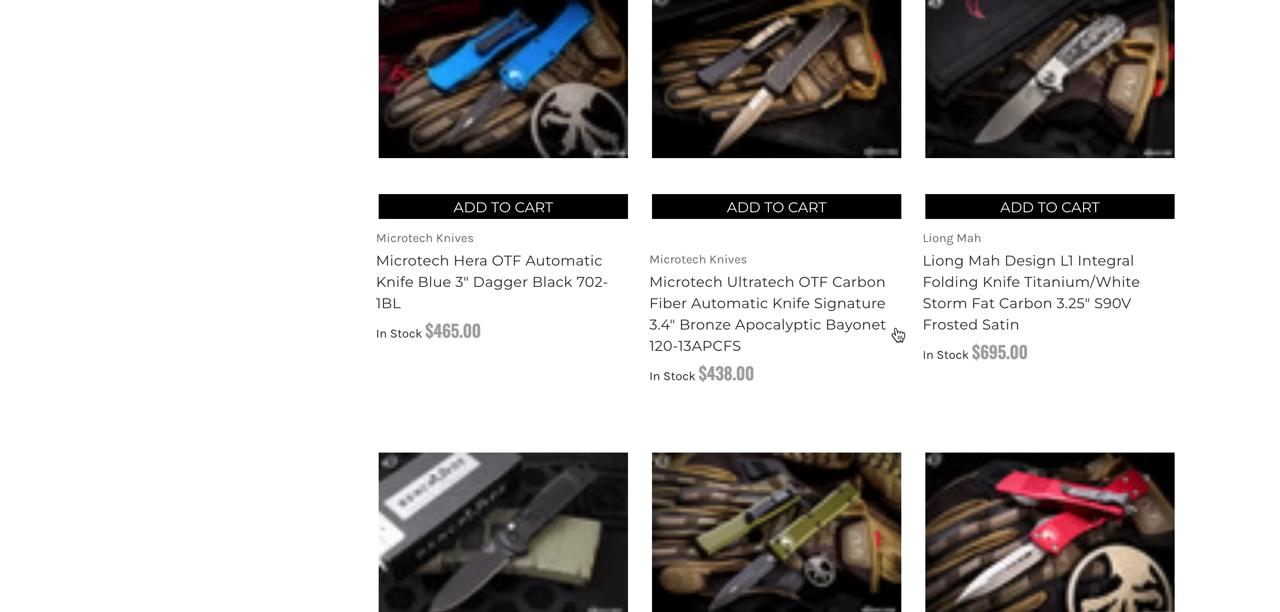 ADD TO CART
Microtech Knives
Microtech Hera OTF Automatic
Knife Blue 3" Dagger Black 702-
1BL
In Stock $465.00
ADD TO CART
Microtech Knives
Microtech Ultratech OTF Carbon
Fiber Automatic Knife Signature
3.4" Bronze Apocalyptic Bayonet
120-13APCFS
In Stock $438.00
ADD TO CART
Liong Mah
Liong Mah Design L1 Integral
Folding Knife Titanium/White
Storm Fat Carbon 3.25" S90V
Frosted Satin
In Stock $695.00